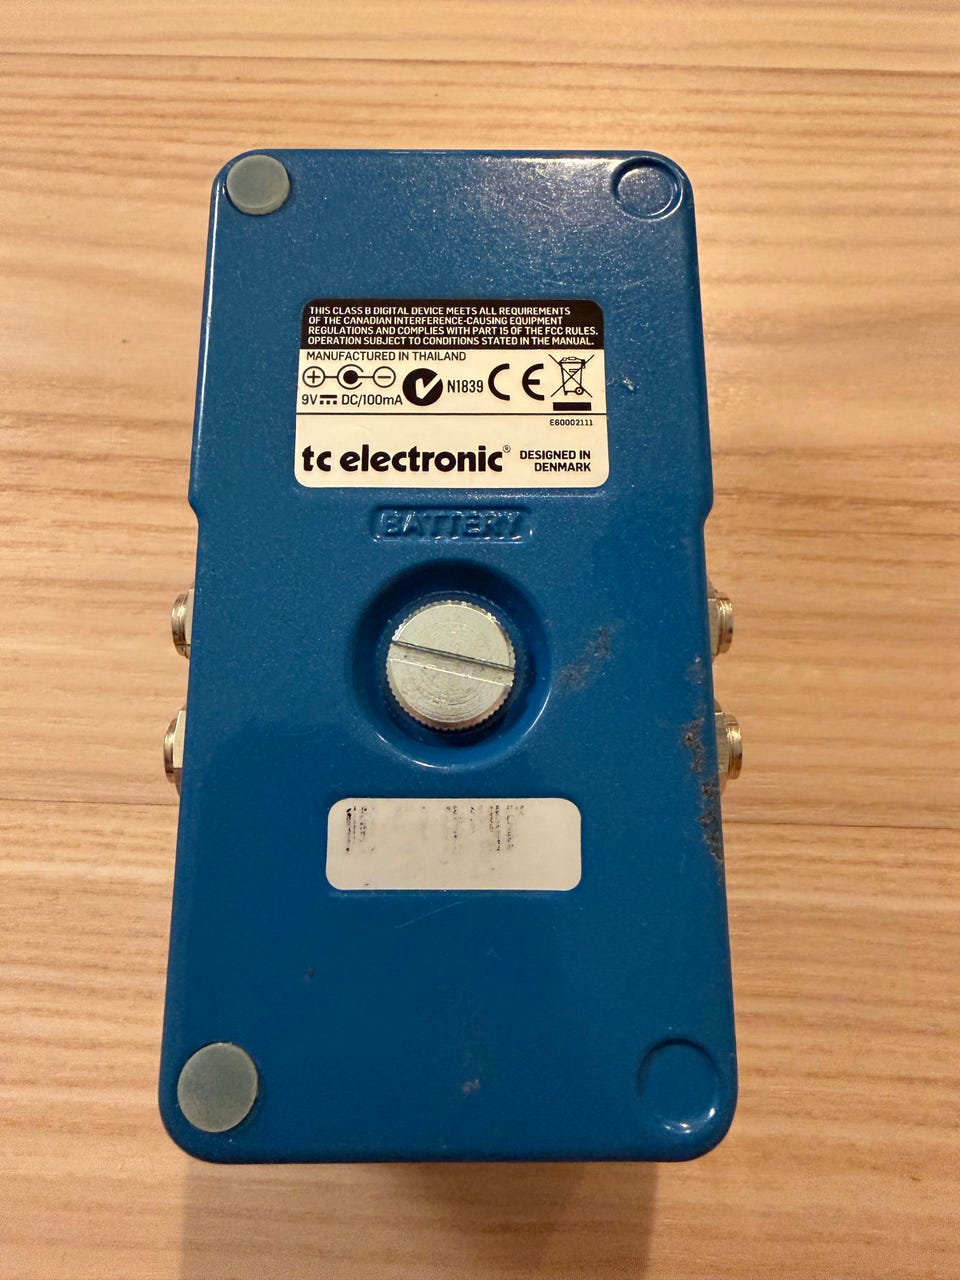 THIS CLASS B DIGITAL DEVICE MEETS ALL REQUIREMENTS
OF THE CANADIAN INTERFERENCE-CAUSING EQUIPMENT
REGULATIONS AND COMPLIES WITH PART 15 OF THE FCC RULES.
OPERATION SUBJECT TO CONDITIONS STATED IN THE MANUAL.
MANUFACTURED IN THAILAND
9V DC/100mA N1839 CE
E60002111
tc electronic® DESIGNED IN
DENMARK
BATTERY